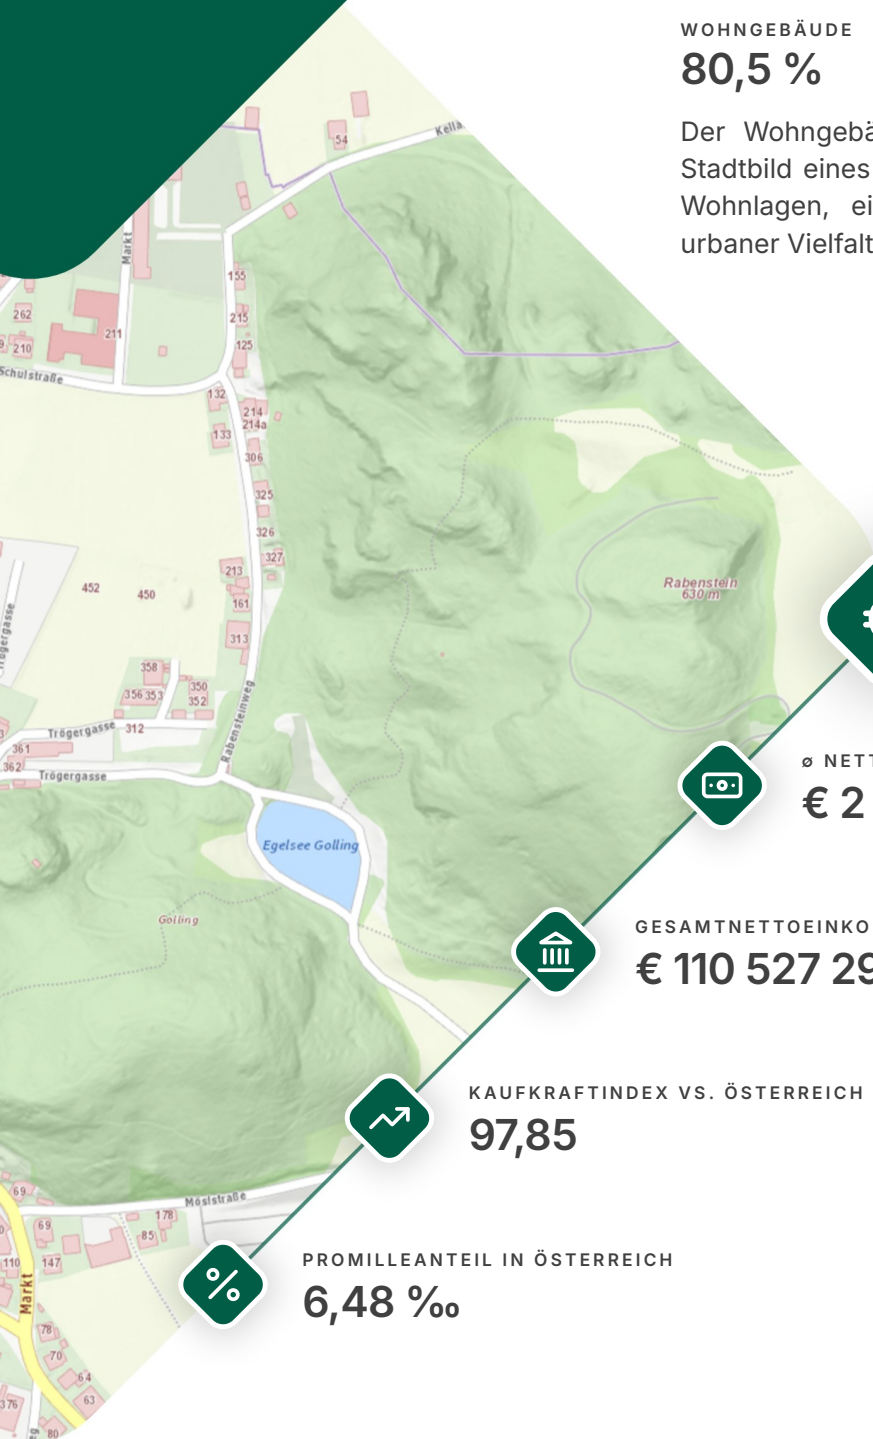 WOHNGEBÄUDE
80,5 %
Der Wohngebä
Stadtbild eines
Wohnlagen, ei
urbaner Vielfalt
Kella
54
Markt
155
262
215
211
210
125
Schulstraße
132
214
214a
133
306
325
326
327
213
452
450
161
Rabenstein
630 m
313
Trögergasse
358
350
356 353
352
Rabensteinweg
Trögergasse
312
361
362
Trögergasse
ø NETT
€ 2
Egelsee Golling
Golling
GESAMTNETTOEINKO
€ 110 527 29
KAUFKRAFTINDEX VS. ÖSTERREICH
97,85
69
Möslstraße
178
69
85
110
147
PROMILLEANTEIL IN ÖSTERREICH
6,48 ‰
Markt
78
70
64
63
376
80